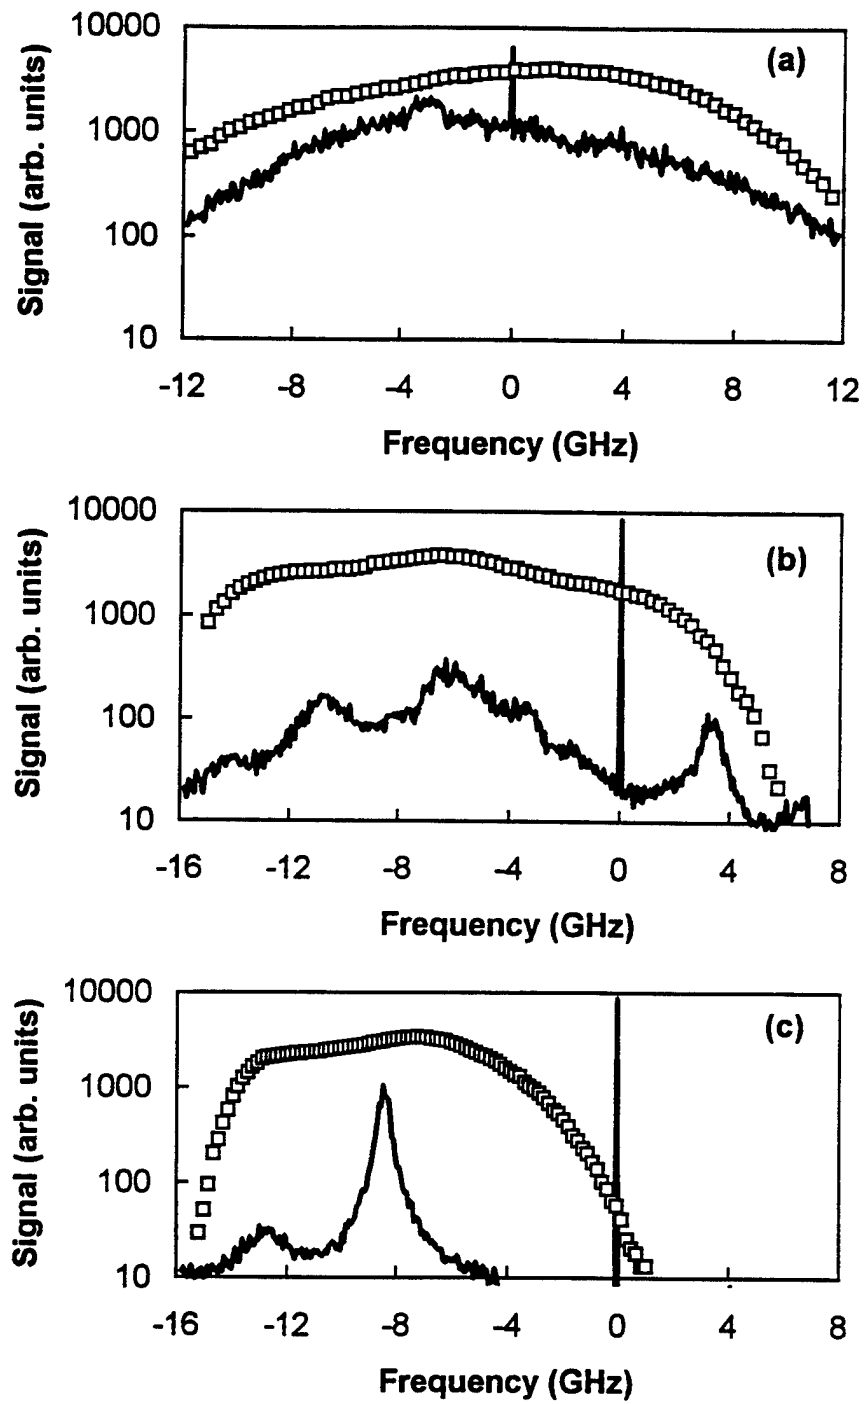 10000
1000
100
10
Signal (arb. units)
(a)
-12 -8 -4 0 4 8 12
Frequency (GHz)
10000
1000
100
10
Signal (arb. units)
(b)
-16 -12 -8 -4 0 4 8
Frequency (GHz)
10000
1000
100
10
Signal (arb. units)
(c)
-16 -12 -8 -4 0 4 8
Frequency (GHz)